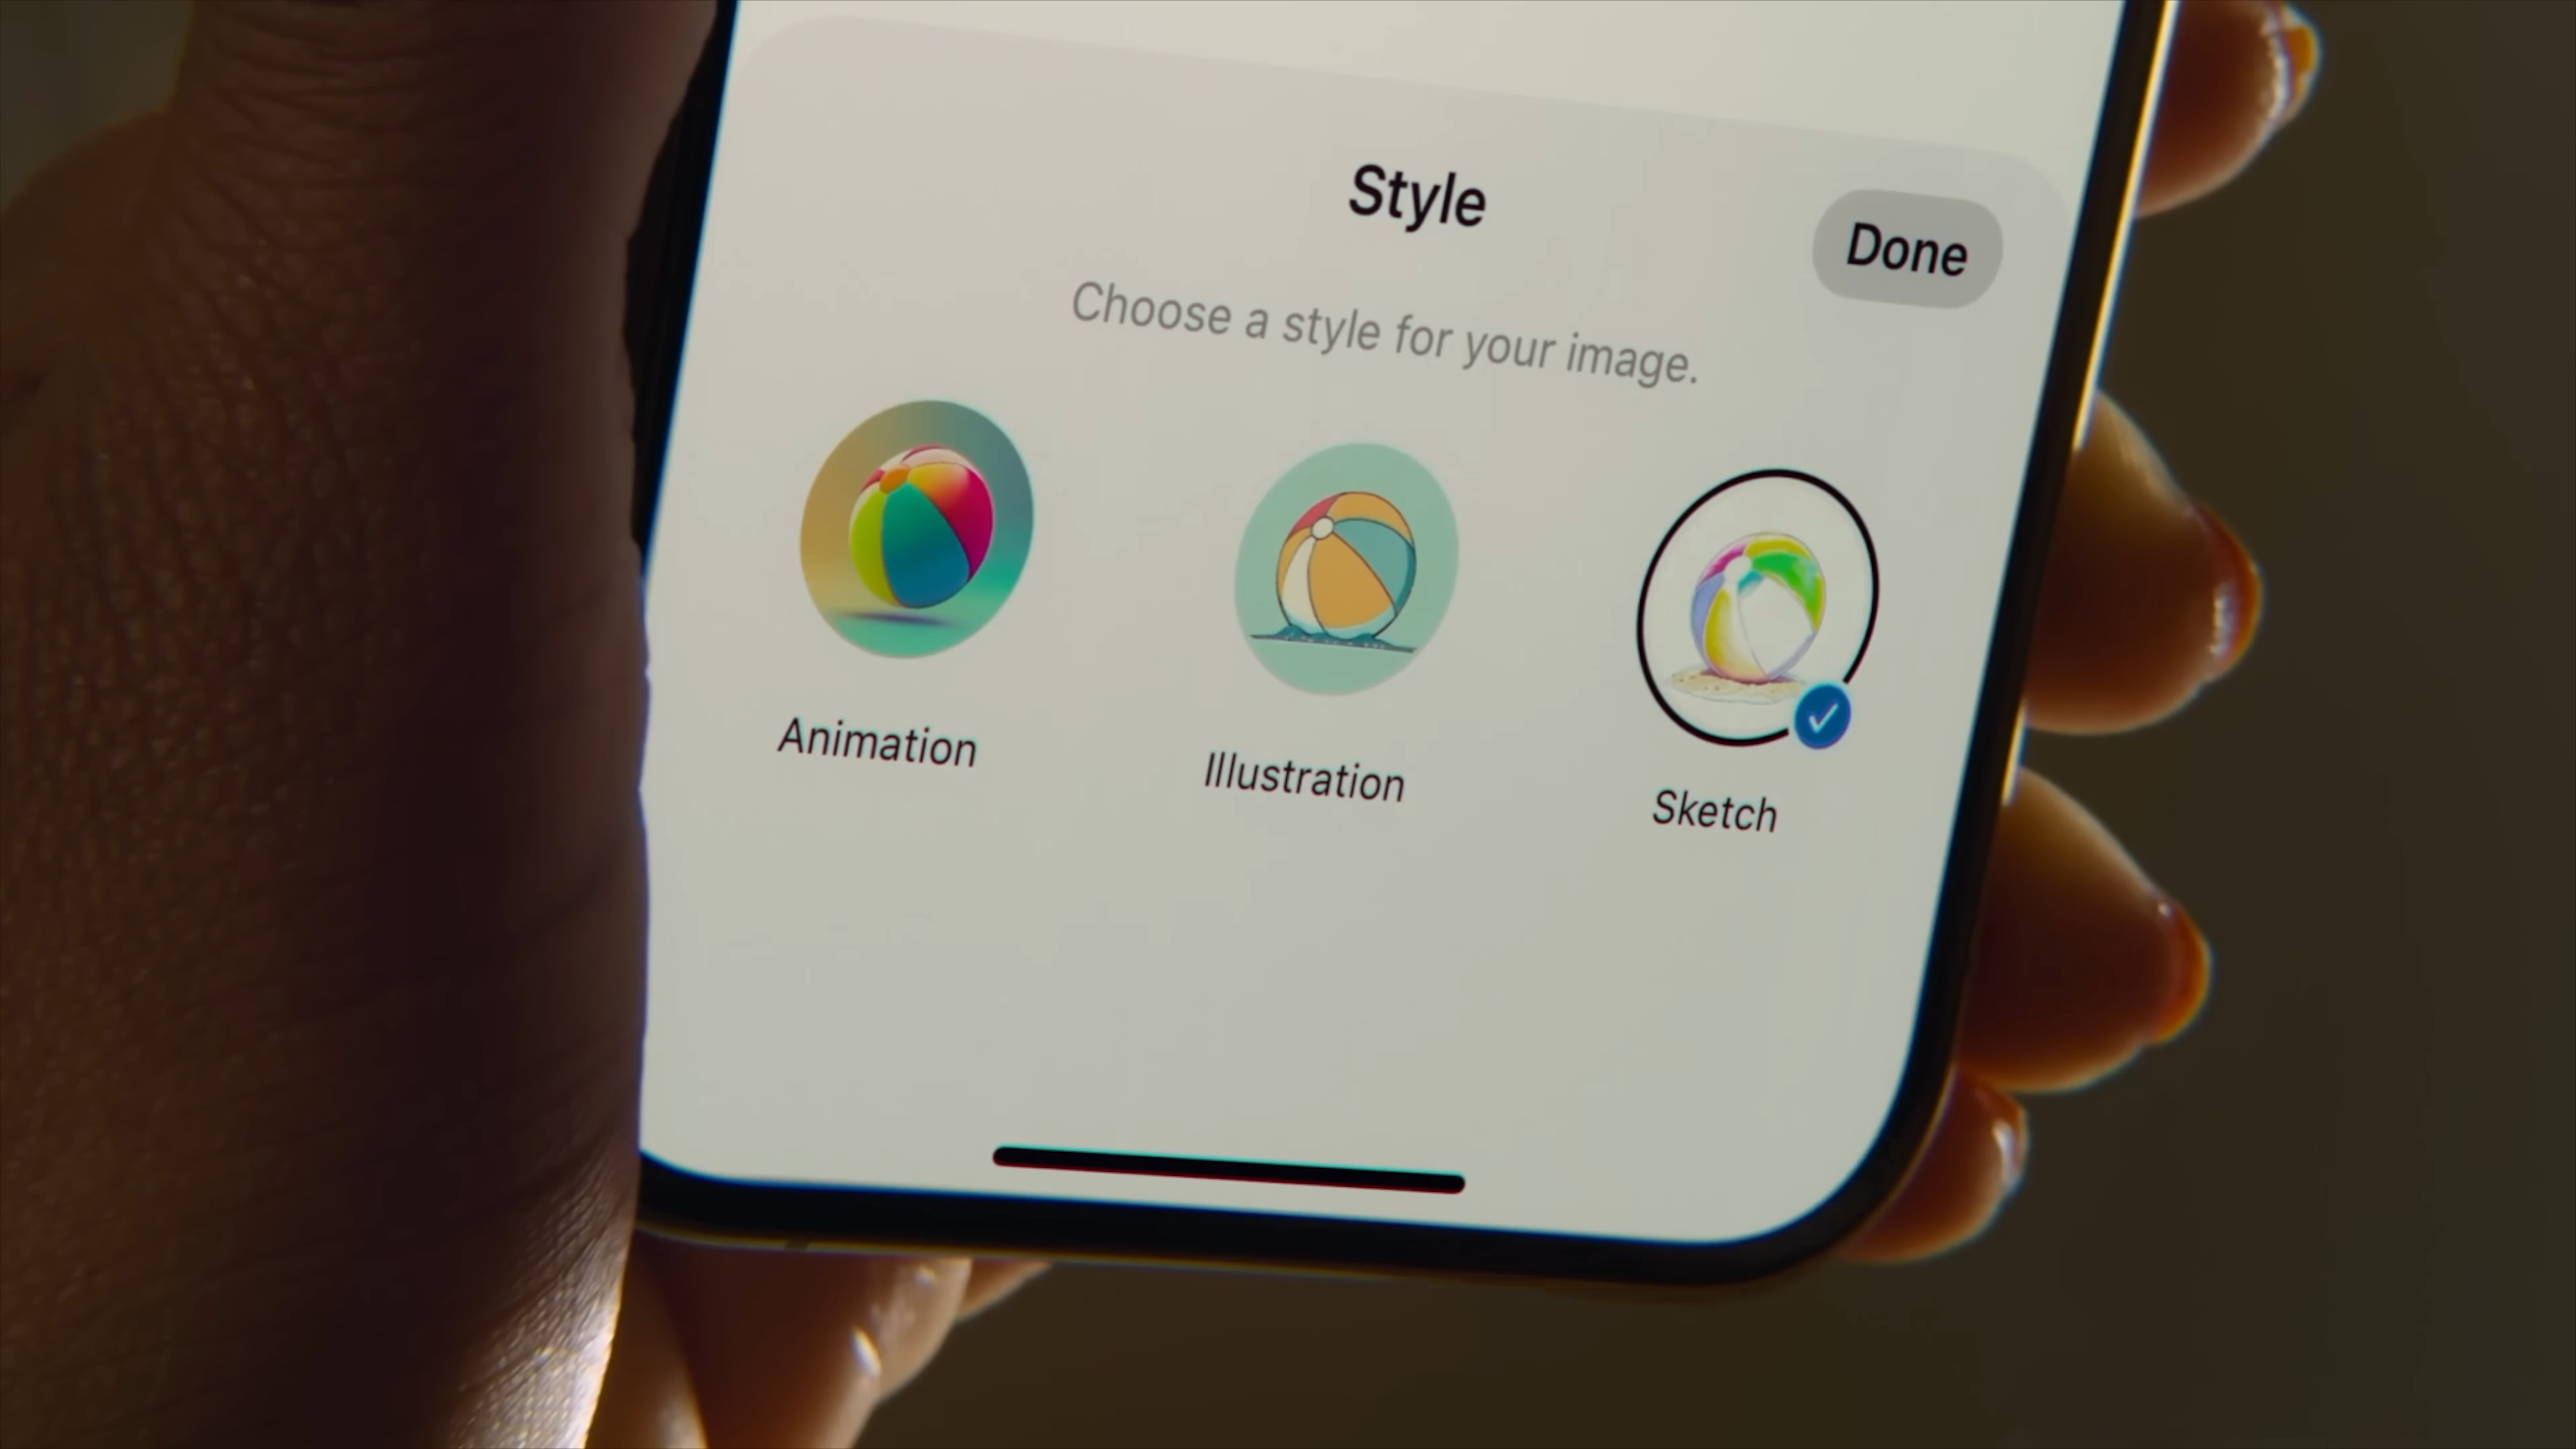 Style
Done
Choose a style for your image.
Animation
Illustration
Sketch